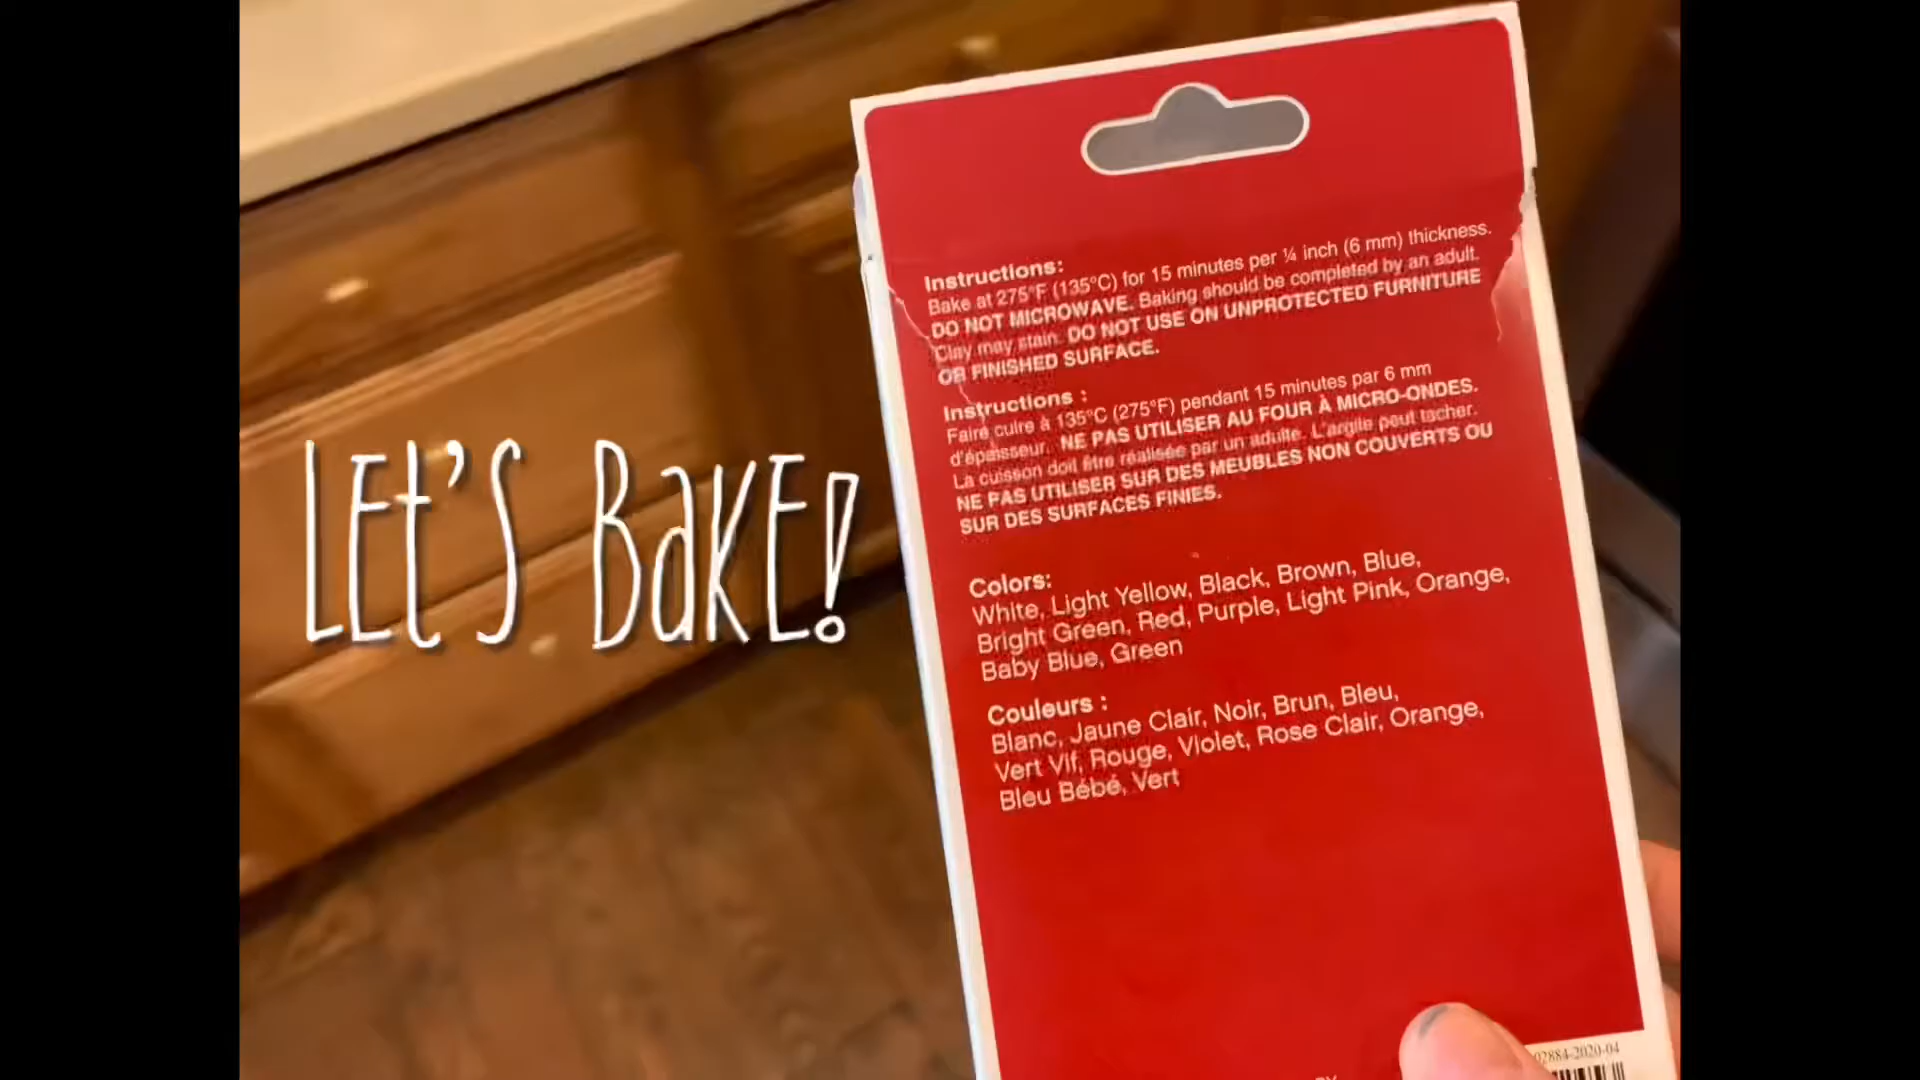 LET'S BAKE!
Instructions:
Bake at 275°F (135°C) for 15 minutes per ¼ inch (6 mm) thickness.
DO NOT MICROWAVE. Baking should be completed by an adult.
Clay may stain. DO NOT USE ON UNPROTECTED FURNITURE
OR FINISHED SURFACE.
Instructions :
Faire cuire à 135°C (275°F) pendant 15 minutes par 6 mm
d'épaisseur. NE PAS UTILISER AU FOUR À MICRO-ONDES.
La cuisson doit être réalisée par un adulte. L'argile peut tacher.
NE PAS UTILISER SUR DES MEUBLES NON COUVERTS OU
SUR DES SURFACES FINIES.
Colors:
White, Light Yellow, Black, Brown, Blue,
Bright Green, Red, Purple, Light Pink, Orange,
Baby Blue, Green
Couleurs :
Blanc, Jaune Clair, Noir, Brun, Bleu,
Vert Vif, Rouge, Violet, Rose Clair, Orange,
Bleu Bébé, Vert
02884-2020-04